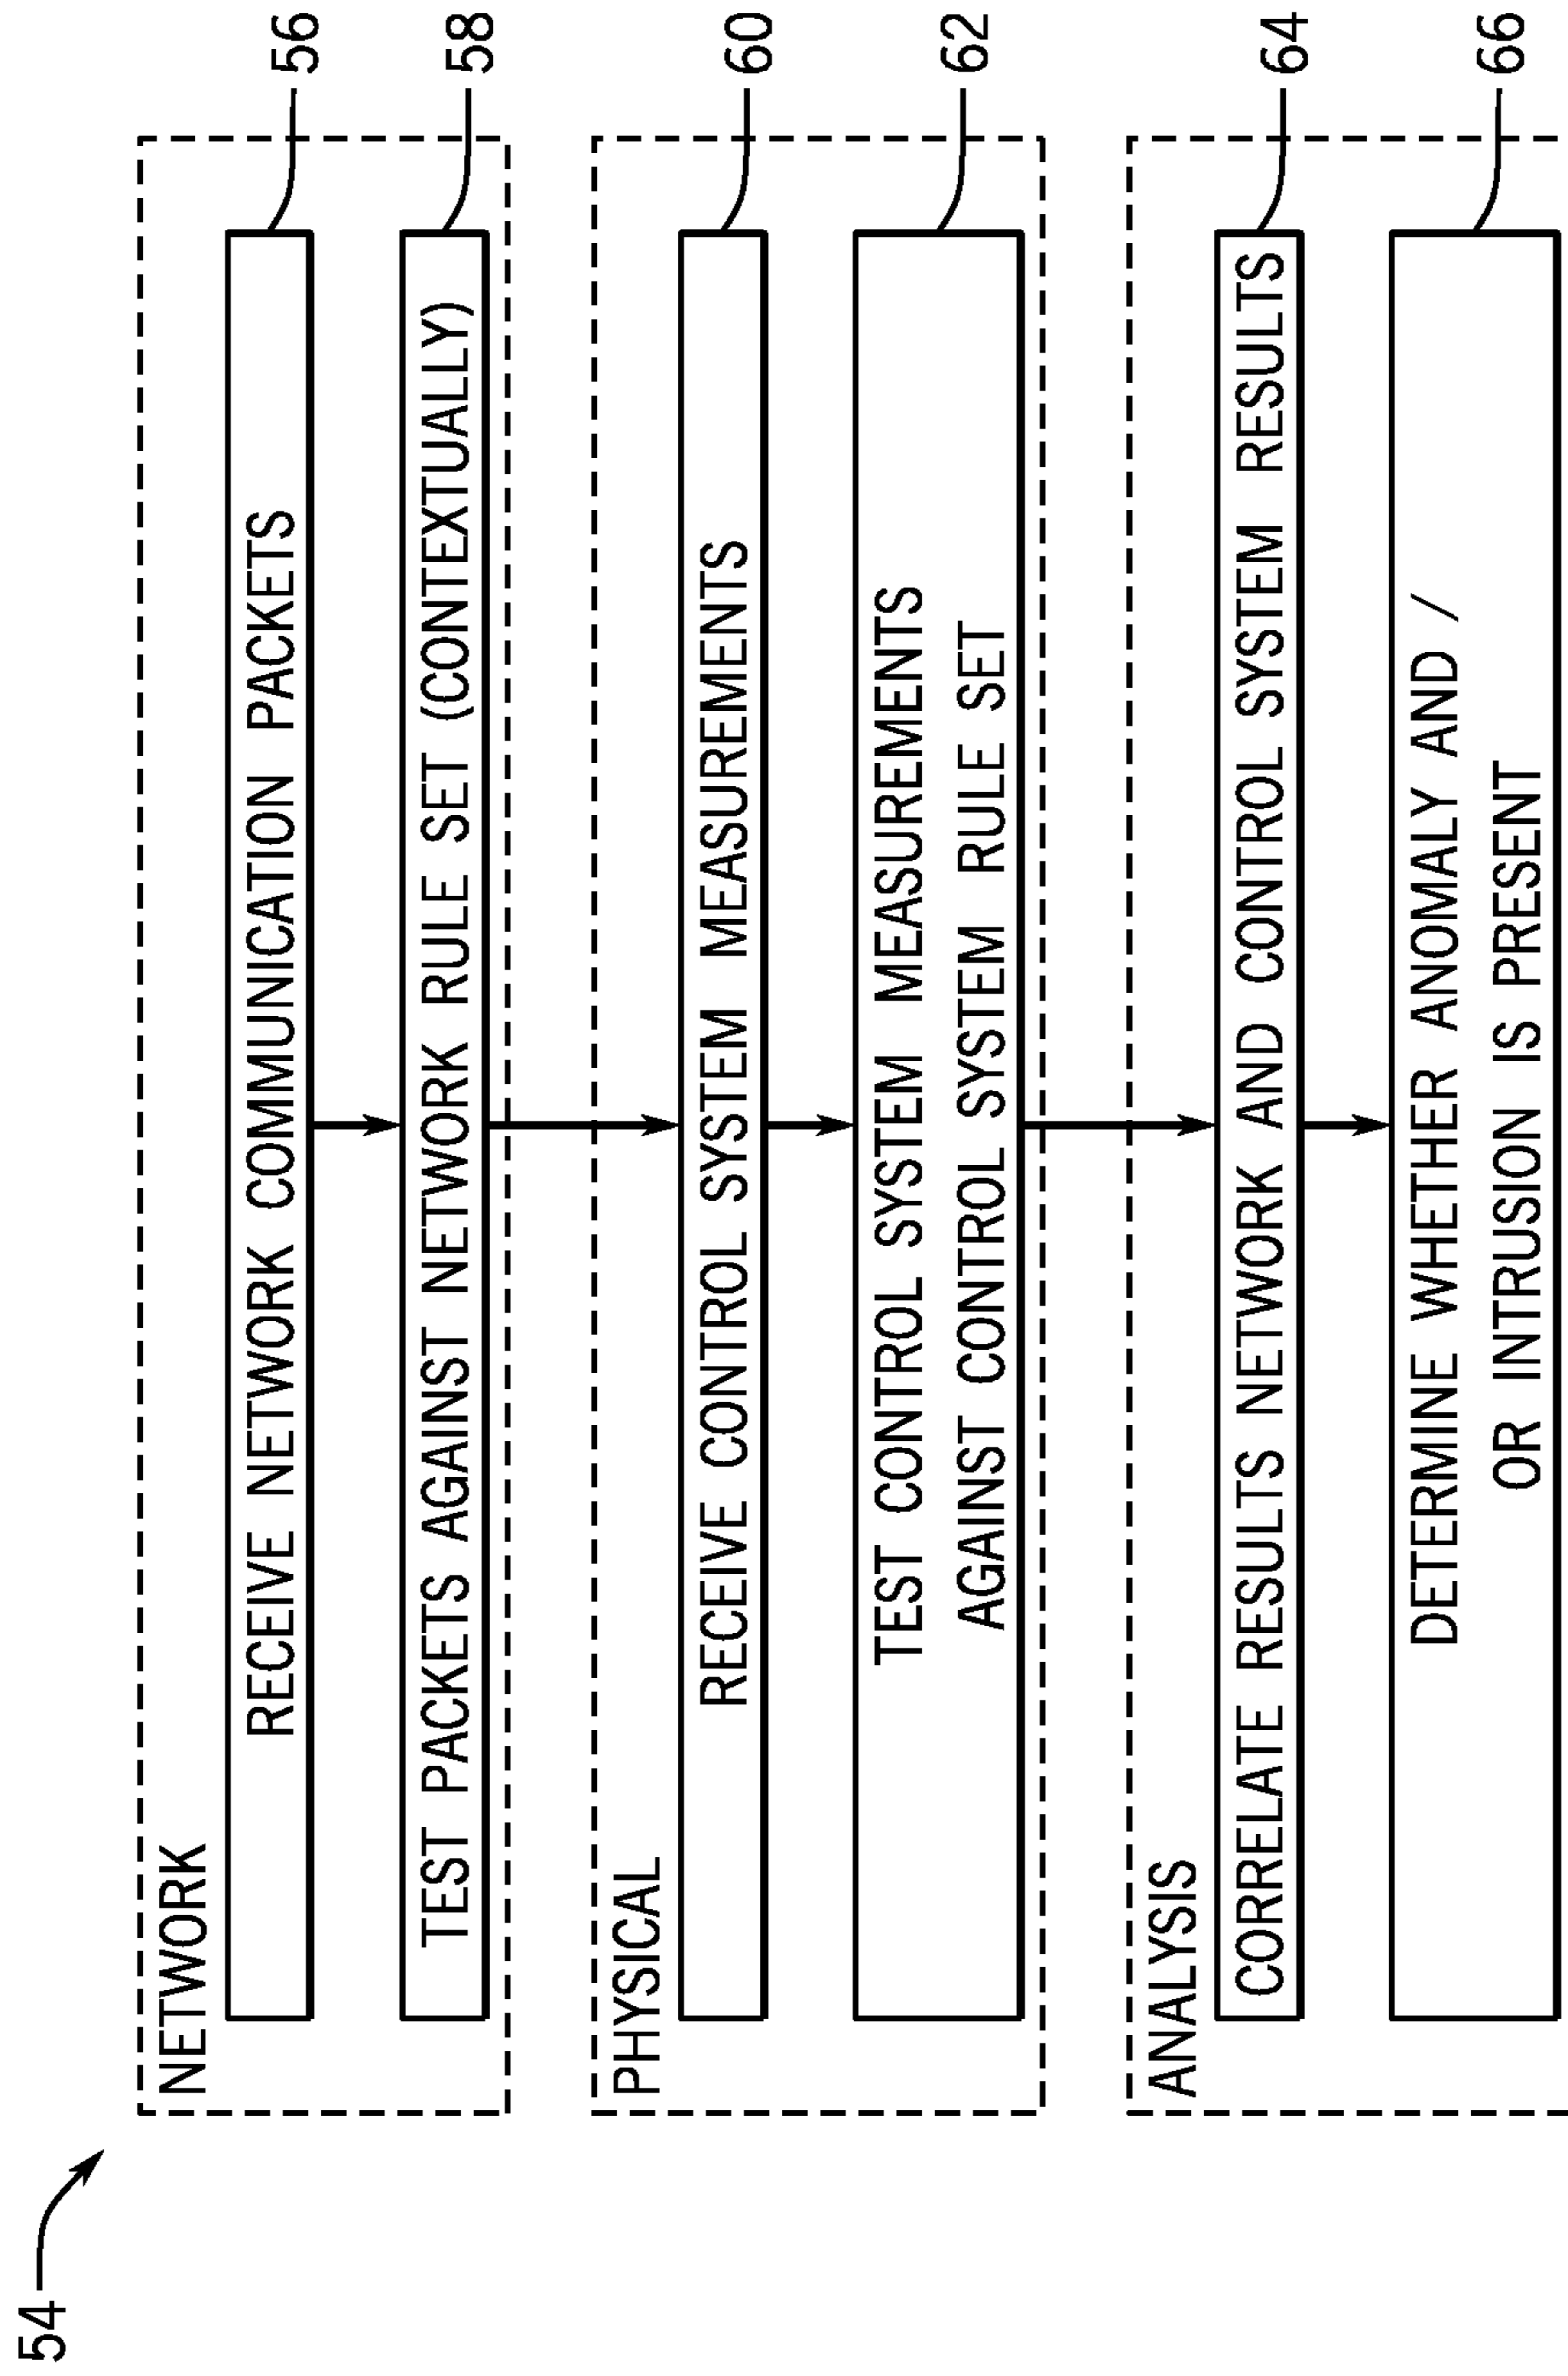 54
NETWORK
RECEIVE NETWORK COMMUNICATION PACKETS
56
TEST PACKETS AGAINST NETWORK RULE SET (CONTEXTUALLY)
58
PHYSICAL
RECEIVE CONTROL SYSTEM MEASUREMENTS
60
TEST CONTROL SYSTEM MEASUREMENTS
AGAINST CONTROL SYSTEM RULE SET
62
ANALYSIS
CORRELATE RESULTS NETWORK AND CONTROL SYSTEM RESULTS
64
DETERMINE WHETHER ANOMALY AND /
OR INTRUSION IS PRESENT
66